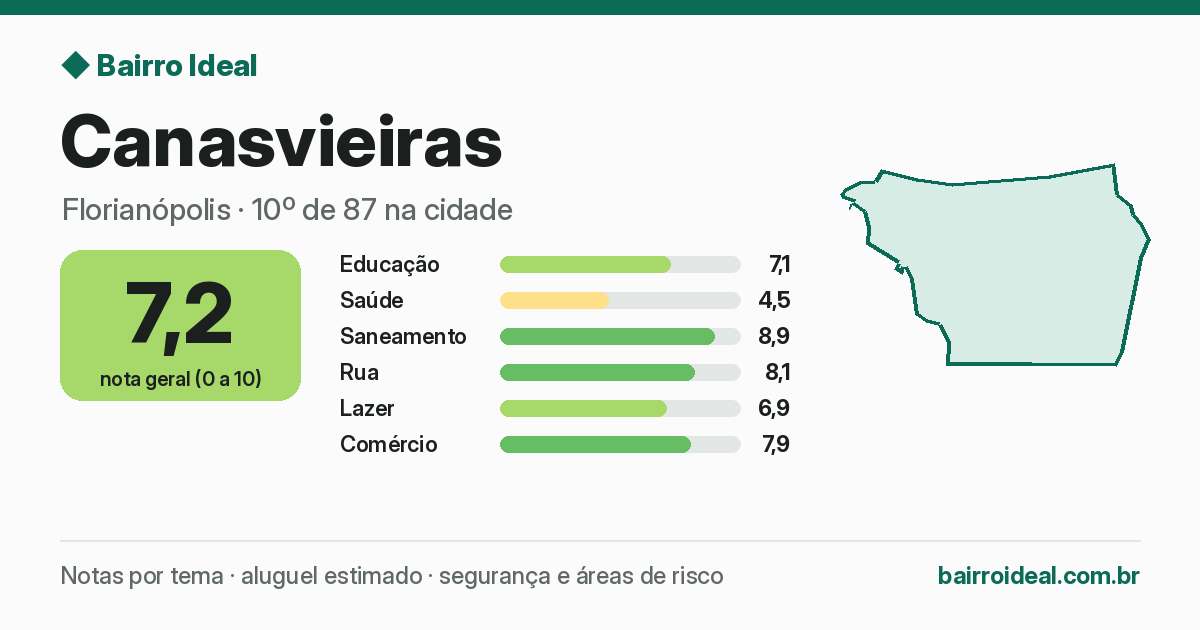 Bairro Ideal
Canasvieiras
Florianópolis · 10º de 87 na cidade
7,2
nota geral (0 a 10)
Educação 7,1
Saúde 4,5
Saneamento 8,9
Rua 8,1
Lazer 6,9
Comércio 7,9
Notas por tema · aluguel estimado · segurança e áreas de risco
bairroideal.com.br